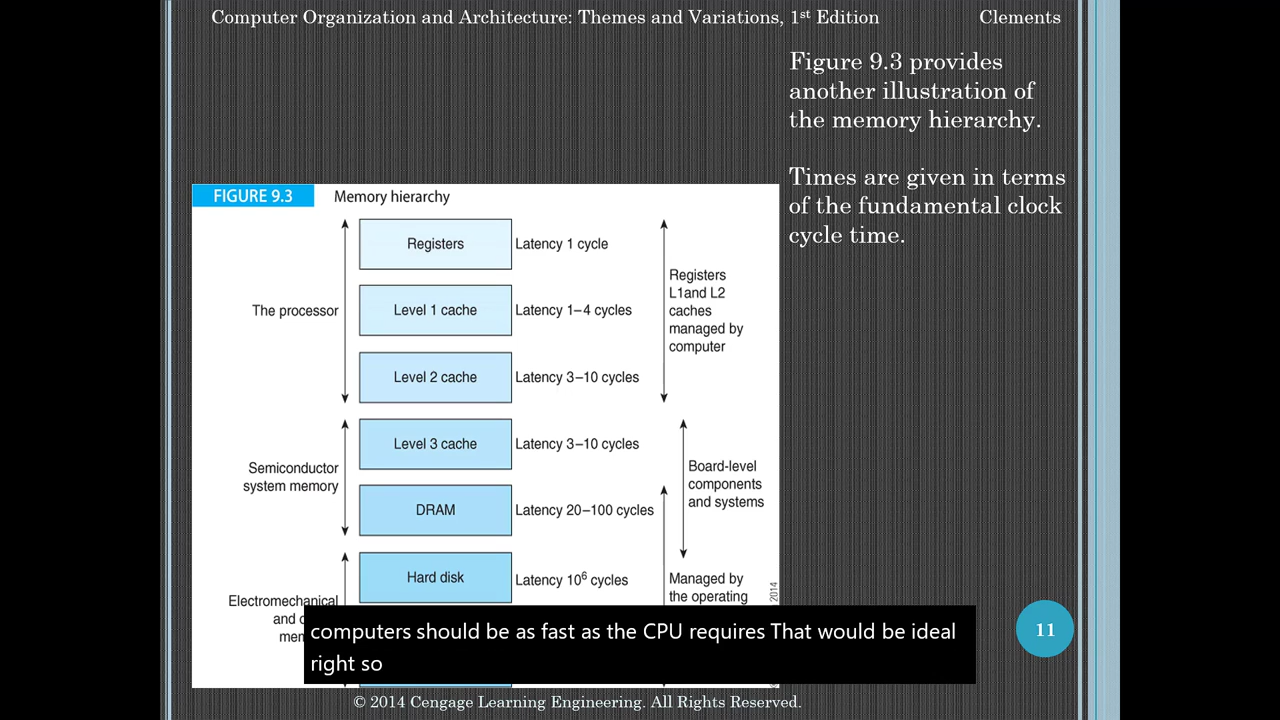 Computer Organization and Architecture: Themes and Variations, 1st Edition Clements
Figure 9.3 provides
another illustration of
the memory hierarchy.
Times are given in terms
of the fundamental clock
cycle time.
FIGURE 9.3 Memory hierarchy
Registers Latency 1 cycle
Level 1 cache Latency 1–4 cycles
Level 2 cache Latency 3–10 cycles
Level 3 cache Latency 3–10 cycles
DRAM Latency 20–100 cycles
Hard disk Latency 10⁶ cycles
The processor
Semiconductor
system memory
Electromechanical
and
Registers
L1and L2
caches
managed by
computer
Board-level
components
and systems
Managed by
the operating
2014
computers should be as fast as the CPU requires That would be ideal
right so
11
© 2014 Cengage Learning Engineering. All Rights Reserved.